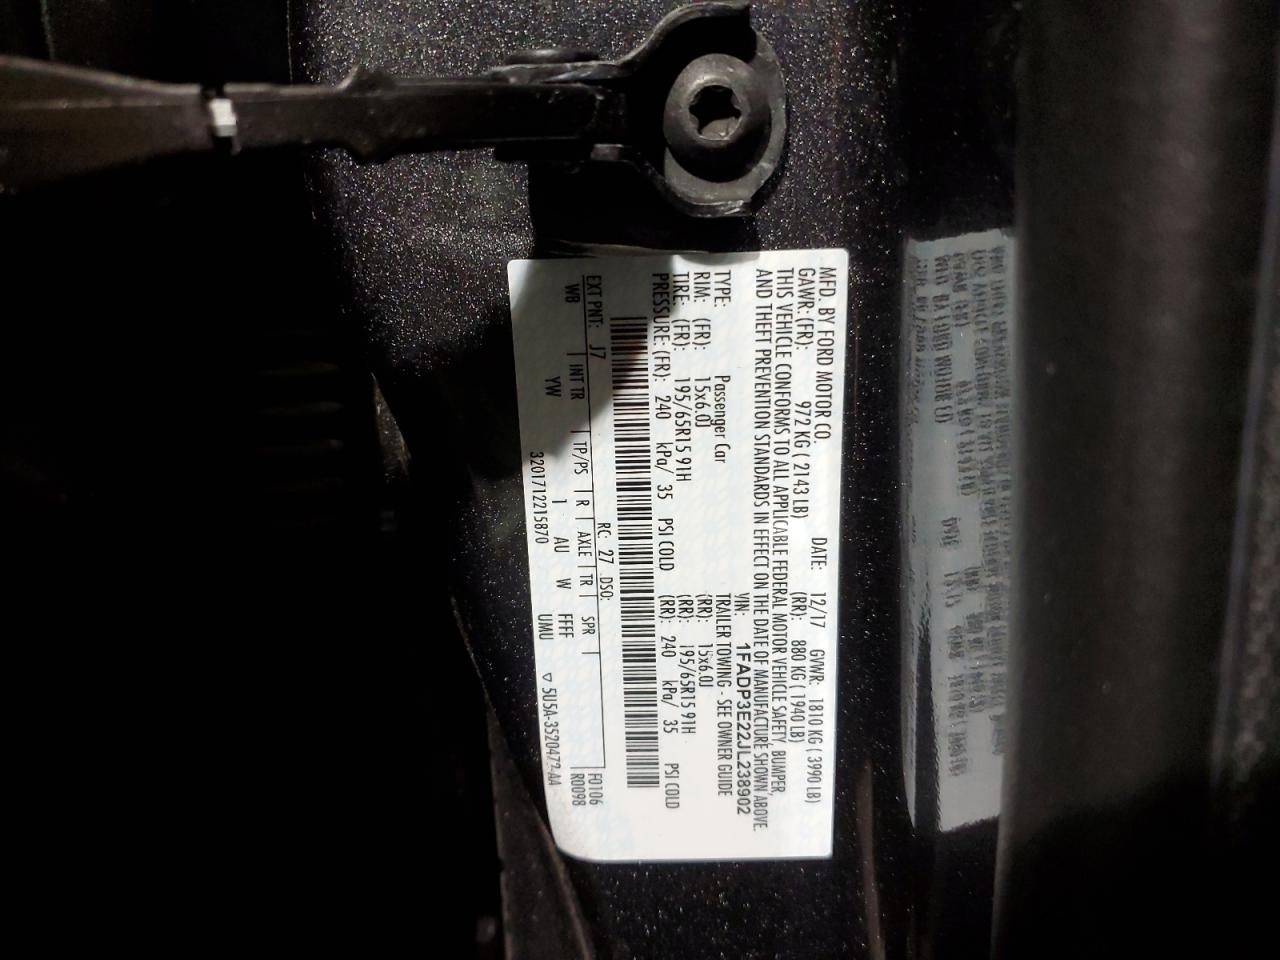 MFD. BY FORD MOTOR CO.
DATE: 12/17 GVWR: 1810 KG ( 3990 LB)
GAWR: (FR): 972 KG ( 2143 LB) (RR): 880 KG ( 1940 LB)
THIS VEHICLE CONFORMS TO ALL APPLICABLE FEDERAL MOTOR VEHICLE SAFETY, BUMPER,
AND THEFT PREVENTION STANDARDS IN EFFECT ON THE DATE OF MANUFACTURE SHOWN ABOVE.
VIN: 1FADP3E22JL238902
TYPE: Passenger Car TRAILER TOWING - SEE OWNER GUIDE
RIM: (FR): 15x6.0J (RR): 15x6.0J
TIRE: (FR): 195/65R15 91H (RR): 195/65R15 91H
PRESSURE: (FR): 240 kPa/ 35 PSI COLD (RR): 240 kPa/ 35 PSI COLD
RC: 27 DSO: F0106
EXT PNT: J7 | INT TR | TP/PS | R | AXLE | TR | SPR | R0098
WB YW I AU W FFFF
3201712215870 UMU ▽ 5U5A-3520472-AA